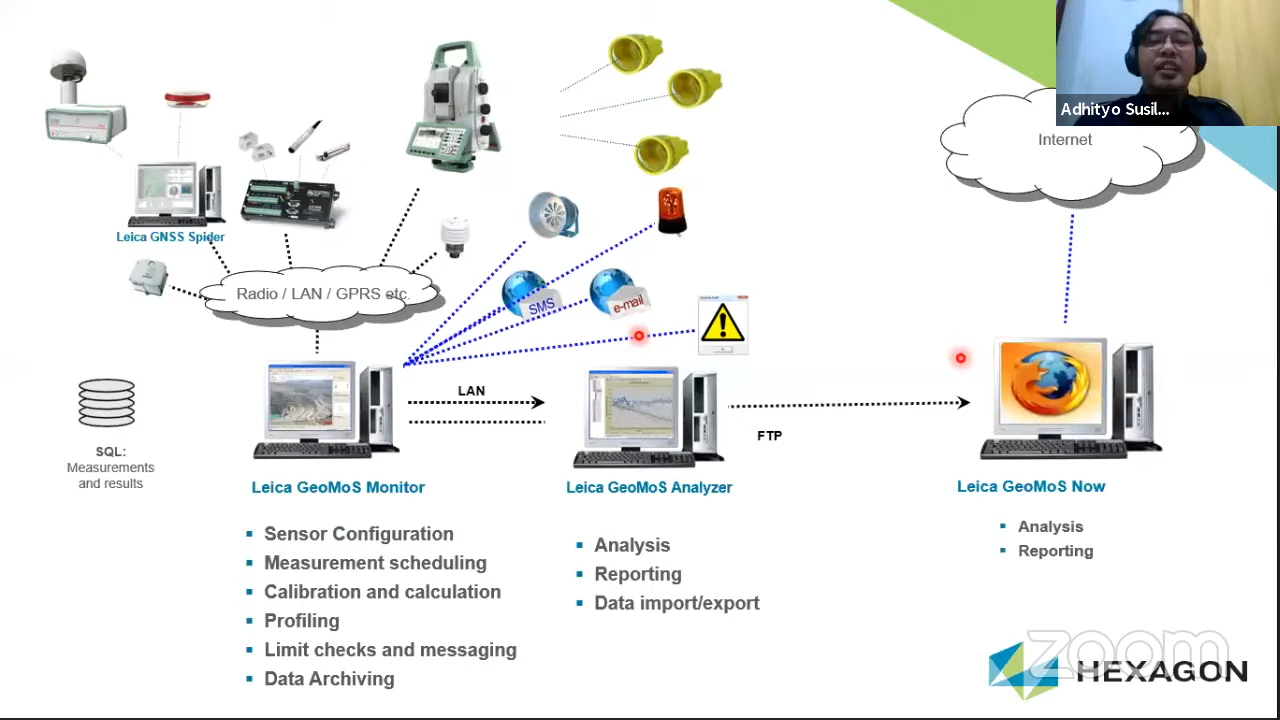 Adhityo Susil...
Internet
Leica GNSS Spider
Radio / LAN / GPRS etc.
SMS
e-mail
LAN
FTP
SQL:
Measurements
and results
Leica GeoMoS Monitor
Sensor Configuration
Measurement scheduling
Calibration and calculation
Profiling
Limit checks and messaging
Data Archiving
Leica GeoMoS Analyzer
Analysis
Reporting
Data import/export
Leica GeoMoS Now
Analysis
Reporting
zoom
HEXAGON